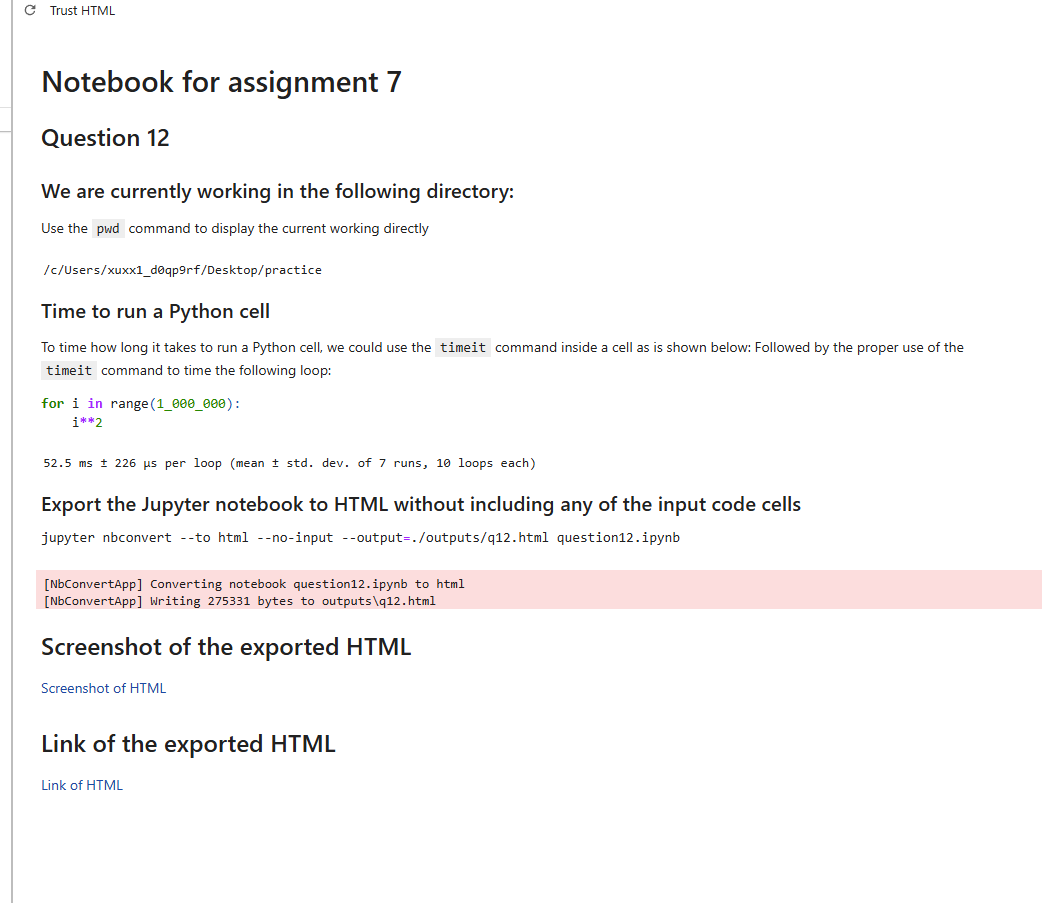 Trust HTML
Notebook for assignment 7
Question 12
We are currently working in the following directory:
Use the pwd command to display the current working directly
/c/Users/xuxx1_d0qp9rf/Desktop/practice
Time to run a Python cell
To time how long it takes to run a Python cell, we could use the timeit command inside a cell as is shown below: Followed by the proper use of the
timeit command to time the following loop:
for i in range(1_000_000):
    i**2
52.5 ms ± 226 µs per loop (mean ± std. dev. of 7 runs, 10 loops each)
Export the Jupyter notebook to HTML without including any of the input code cells
jupyter nbconvert --to html --no-input --output=./outputs/q12.html question12.ipynb
[NbConvertApp] Converting notebook question12.ipynb to html
[NbConvertApp] Writing 275331 bytes to outputs\q12.html
Screenshot of the exported HTML
Screenshot of HTML
Link of the exported HTML
Link of HTML